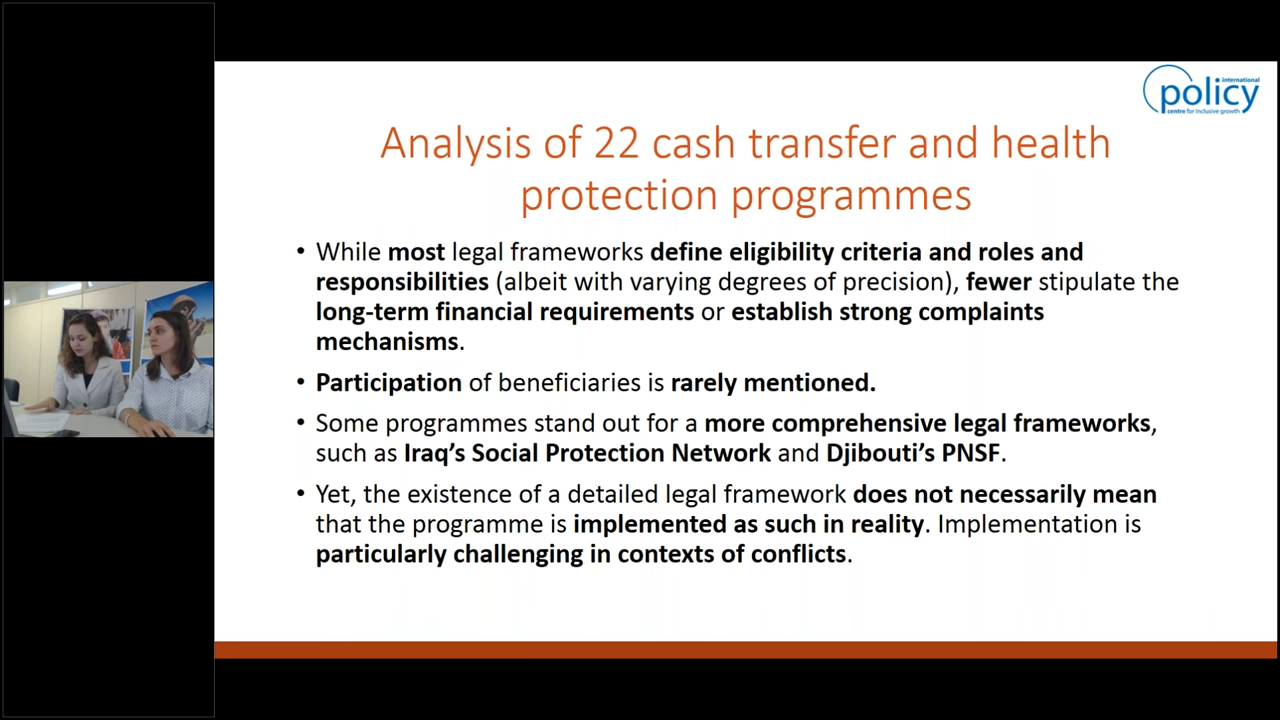 international
policy
centre for inclusive growth
Analysis of 22 cash transfer and health
protection programmes
• While most legal frameworks define eligibility criteria and roles and
responsibilities (albeit with varying degrees of precision), fewer stipulate the
long-term financial requirements or establish strong complaints
mechanisms.
• Participation of beneficiaries is rarely mentioned.
• Some programmes stand out for a more comprehensive legal frameworks,
such as Iraq’s Social Protection Network and Djibouti’s PNSF.
• Yet, the existence of a detailed legal framework does not necessarily mean
that the programme is implemented as such in reality. Implementation is
particularly challenging in contexts of conflicts.